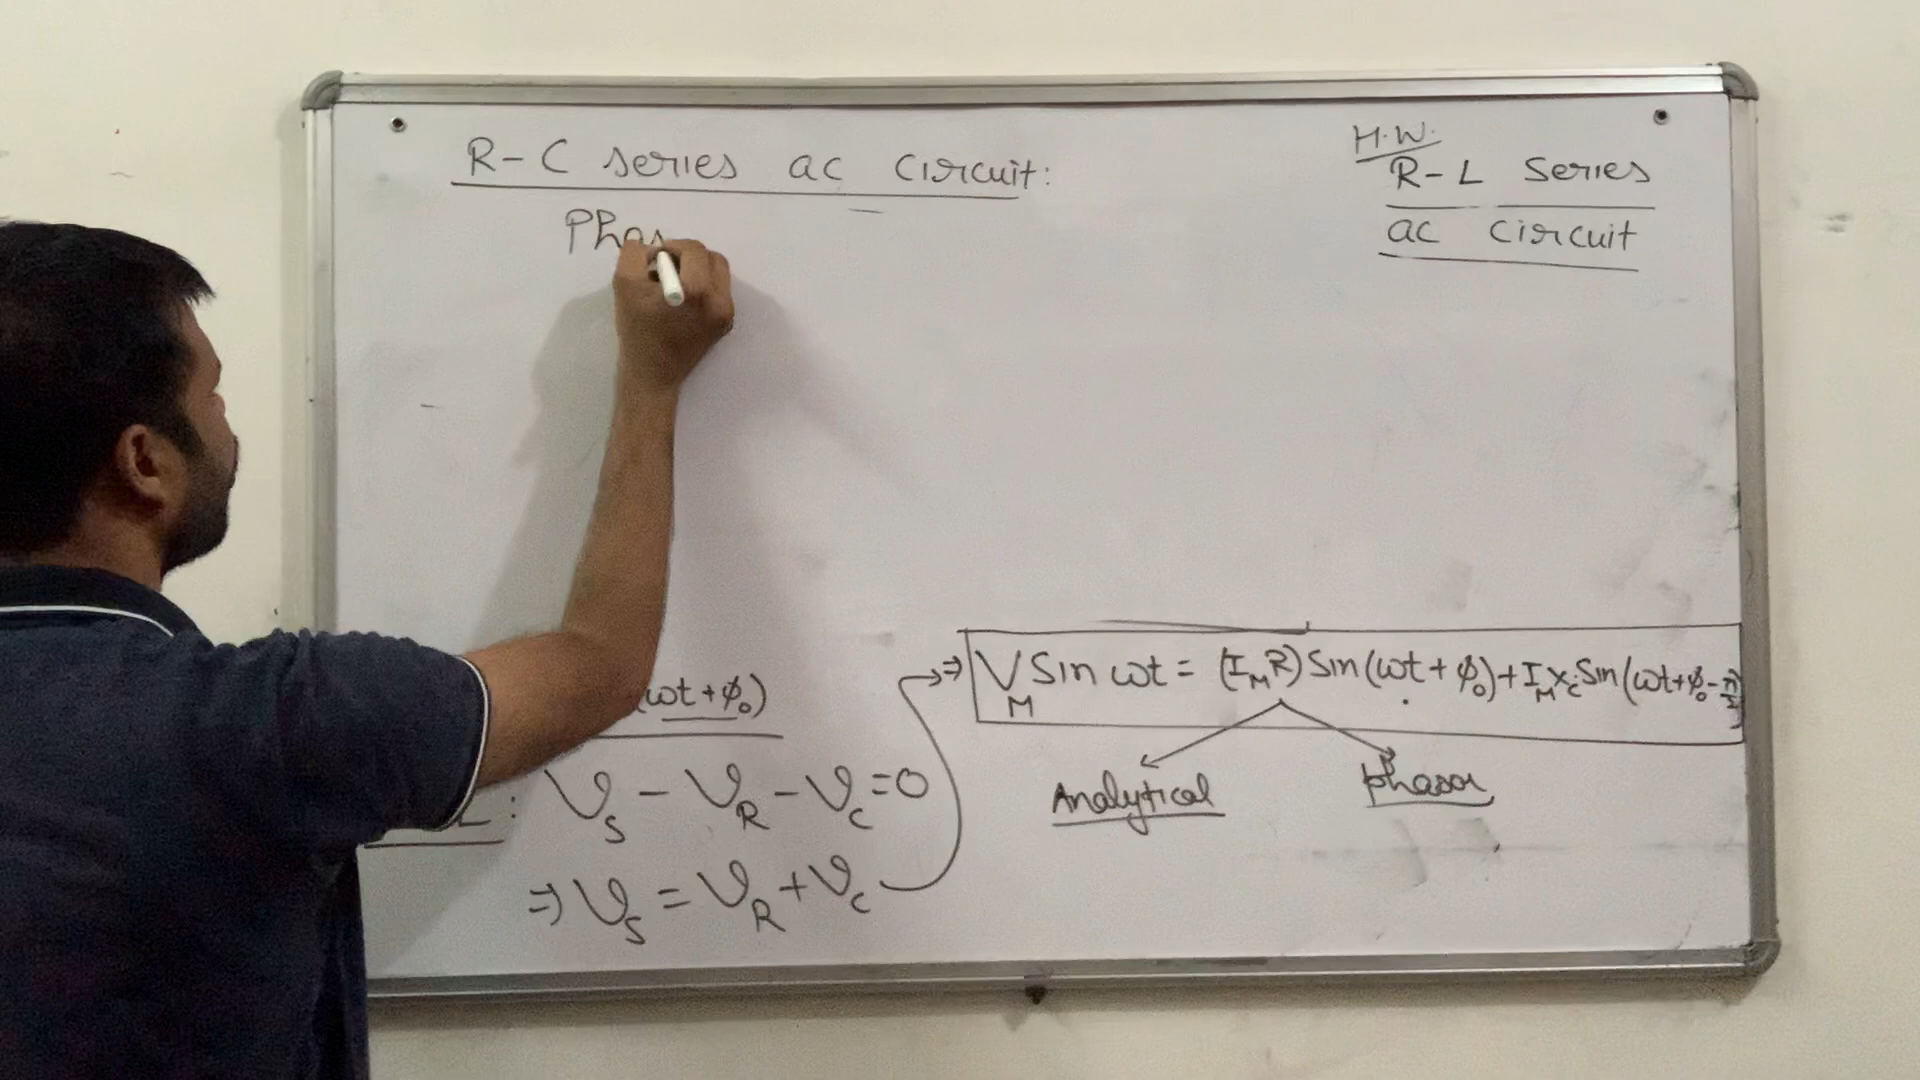 R-C series ac circuit:
Phas
H.W.
R-L Series
ac circuit
(ωt+φ₀)
L: V_S - V_R - V_C = 0
⇒ V_S = V_R + V_C
⇒ V_M Sin ωt = (I_M R) Sin(ωt + φ₀) + I_M X_C Sin(ωt+φ₀-π/2)
Analytical
phasor